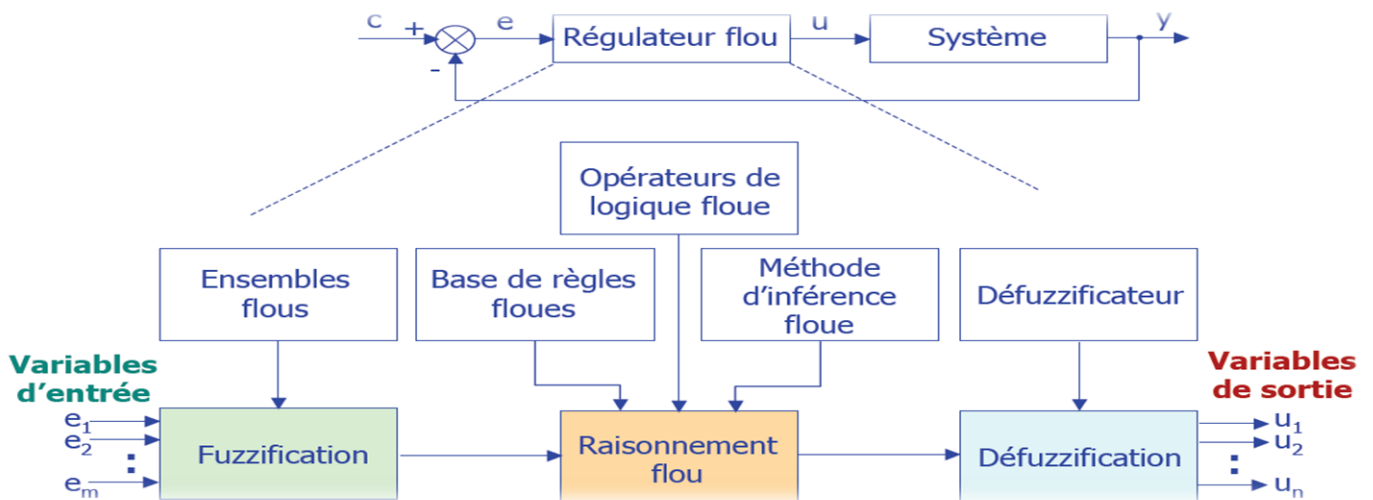 c
+
e
Régulateur flou
u
Système
y
-
Opérateurs de
logique floue
Ensembles
flous
Base de règles
floues
Méthode
d'inférence
floue
Défuzzificateur
Variables
d'entrée
Variables
de sortie
e1
e2
:
em
Fuzzification
Raisonnement
flou
Défuzzification
u1
u2
:
un